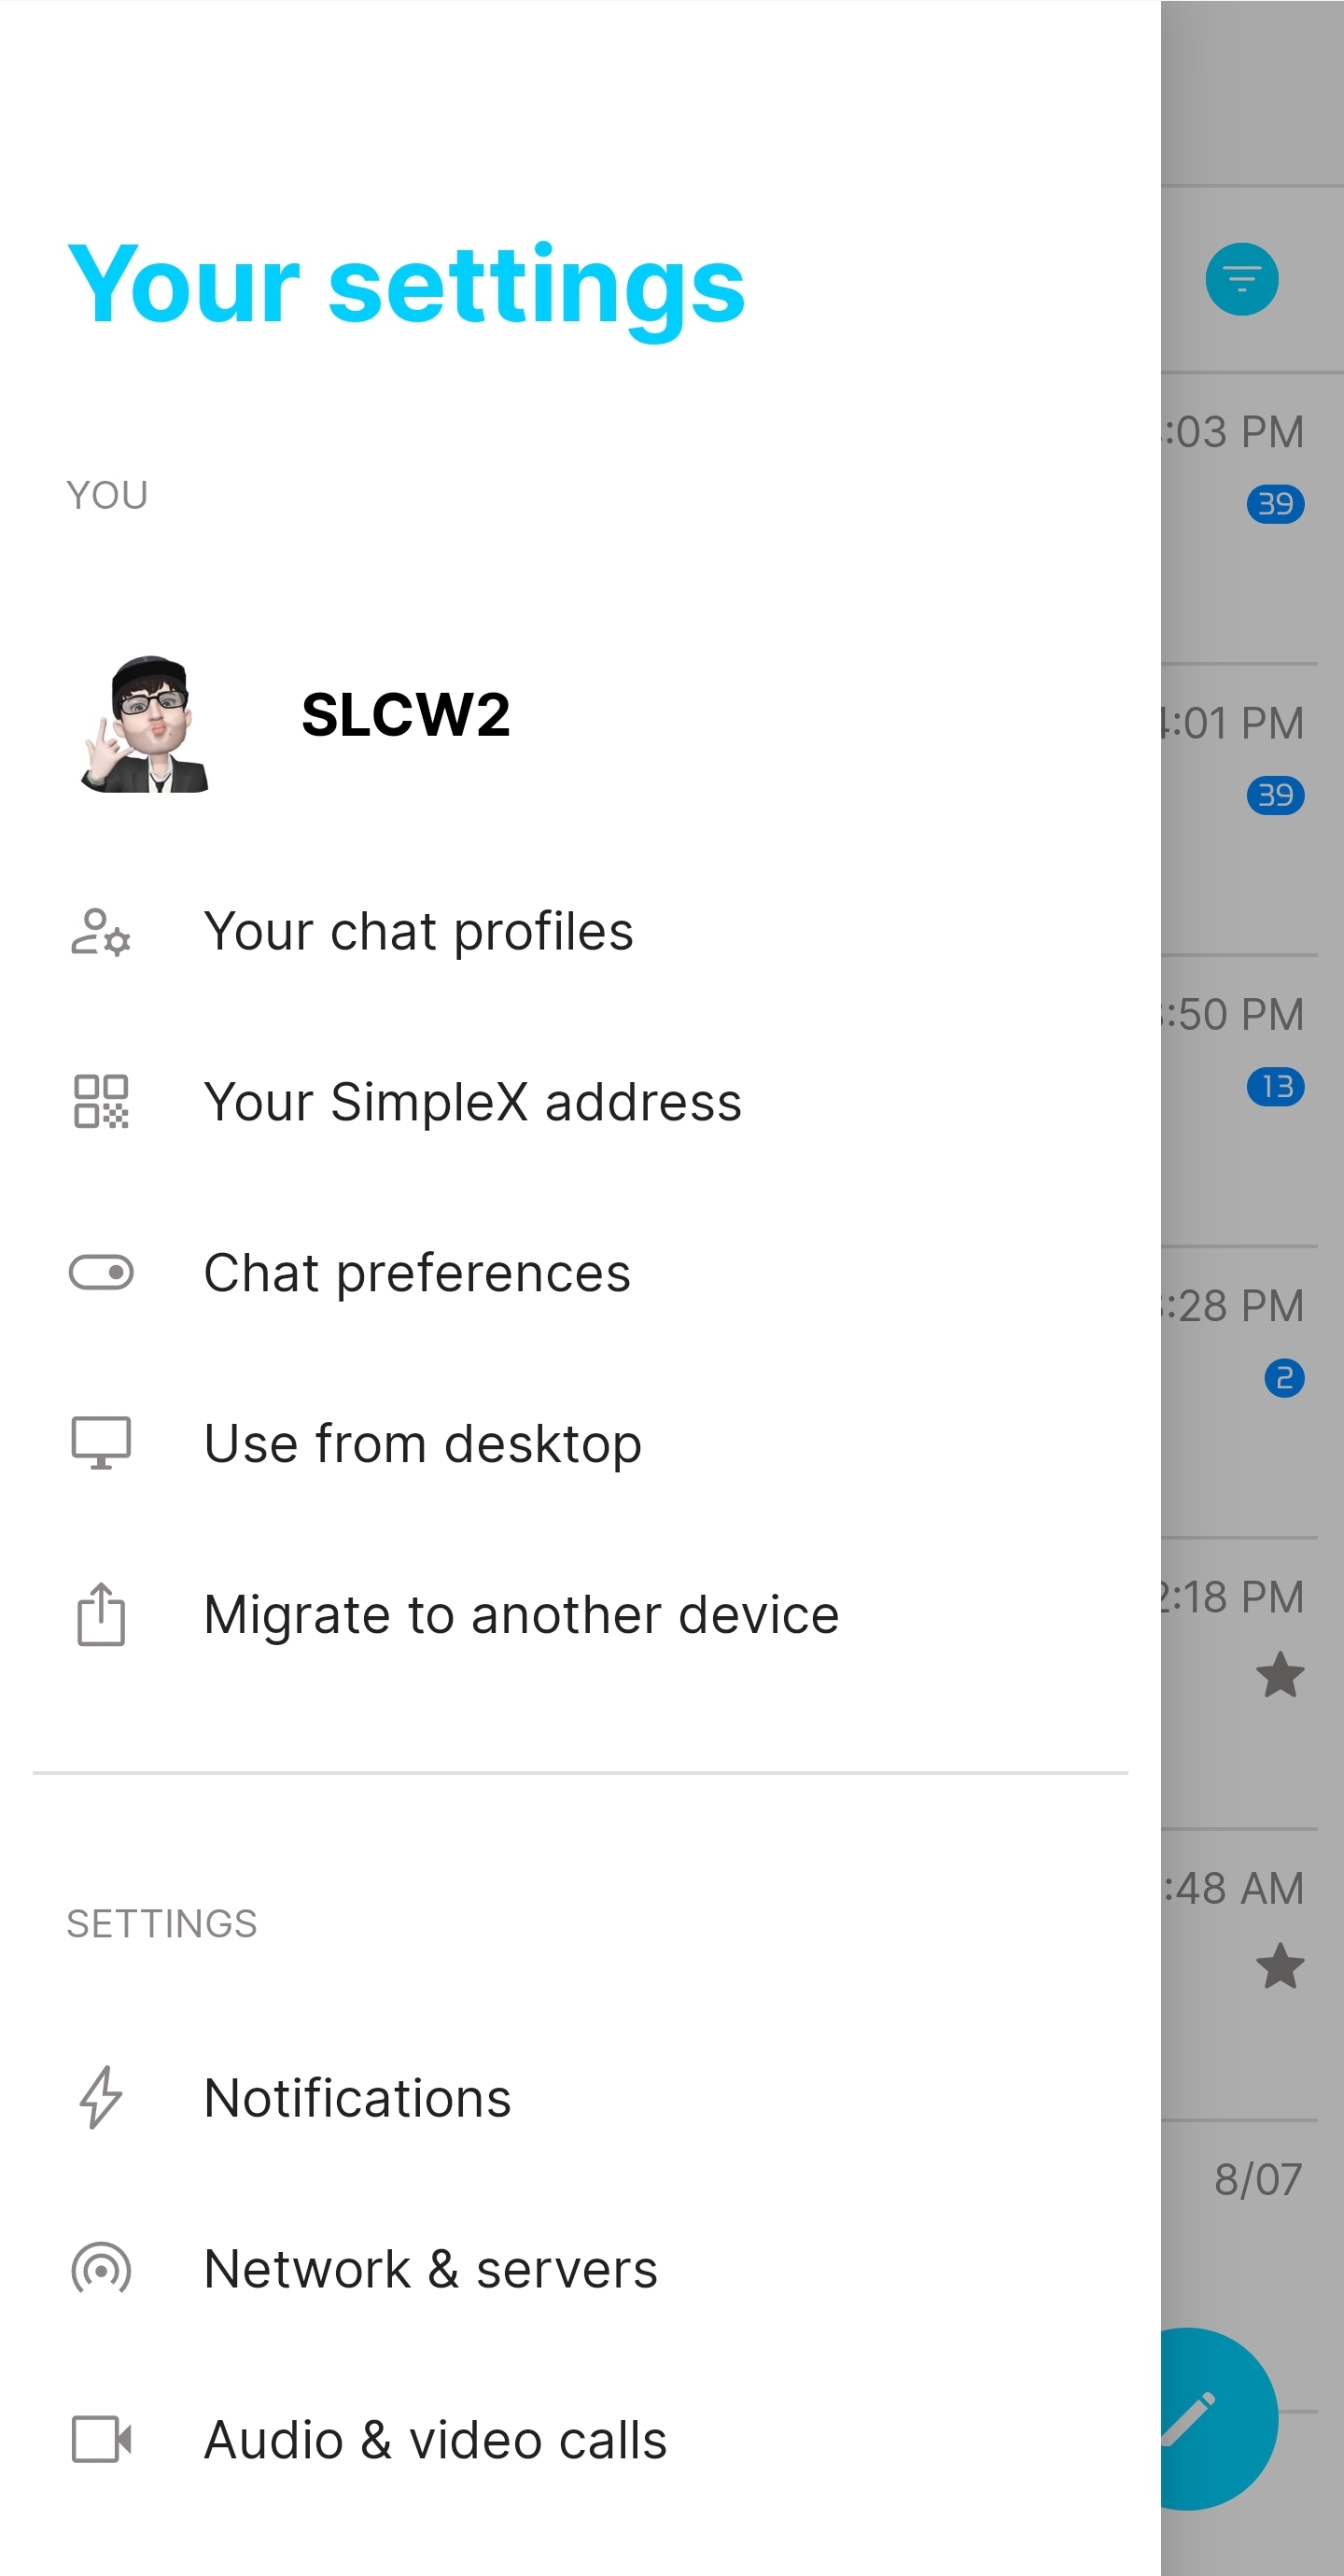 Your settings
YOU
:03 PM
39
SLCW2
4:01 PM
39
Your chat profiles
:50 PM
13
Your SimpleX address
Chat preferences
:28 PM
2
Use from desktop
Migrate to another device
2:18 PM
SETTINGS
:48 AM
Notifications
8/07
Network & servers
Audio & video calls